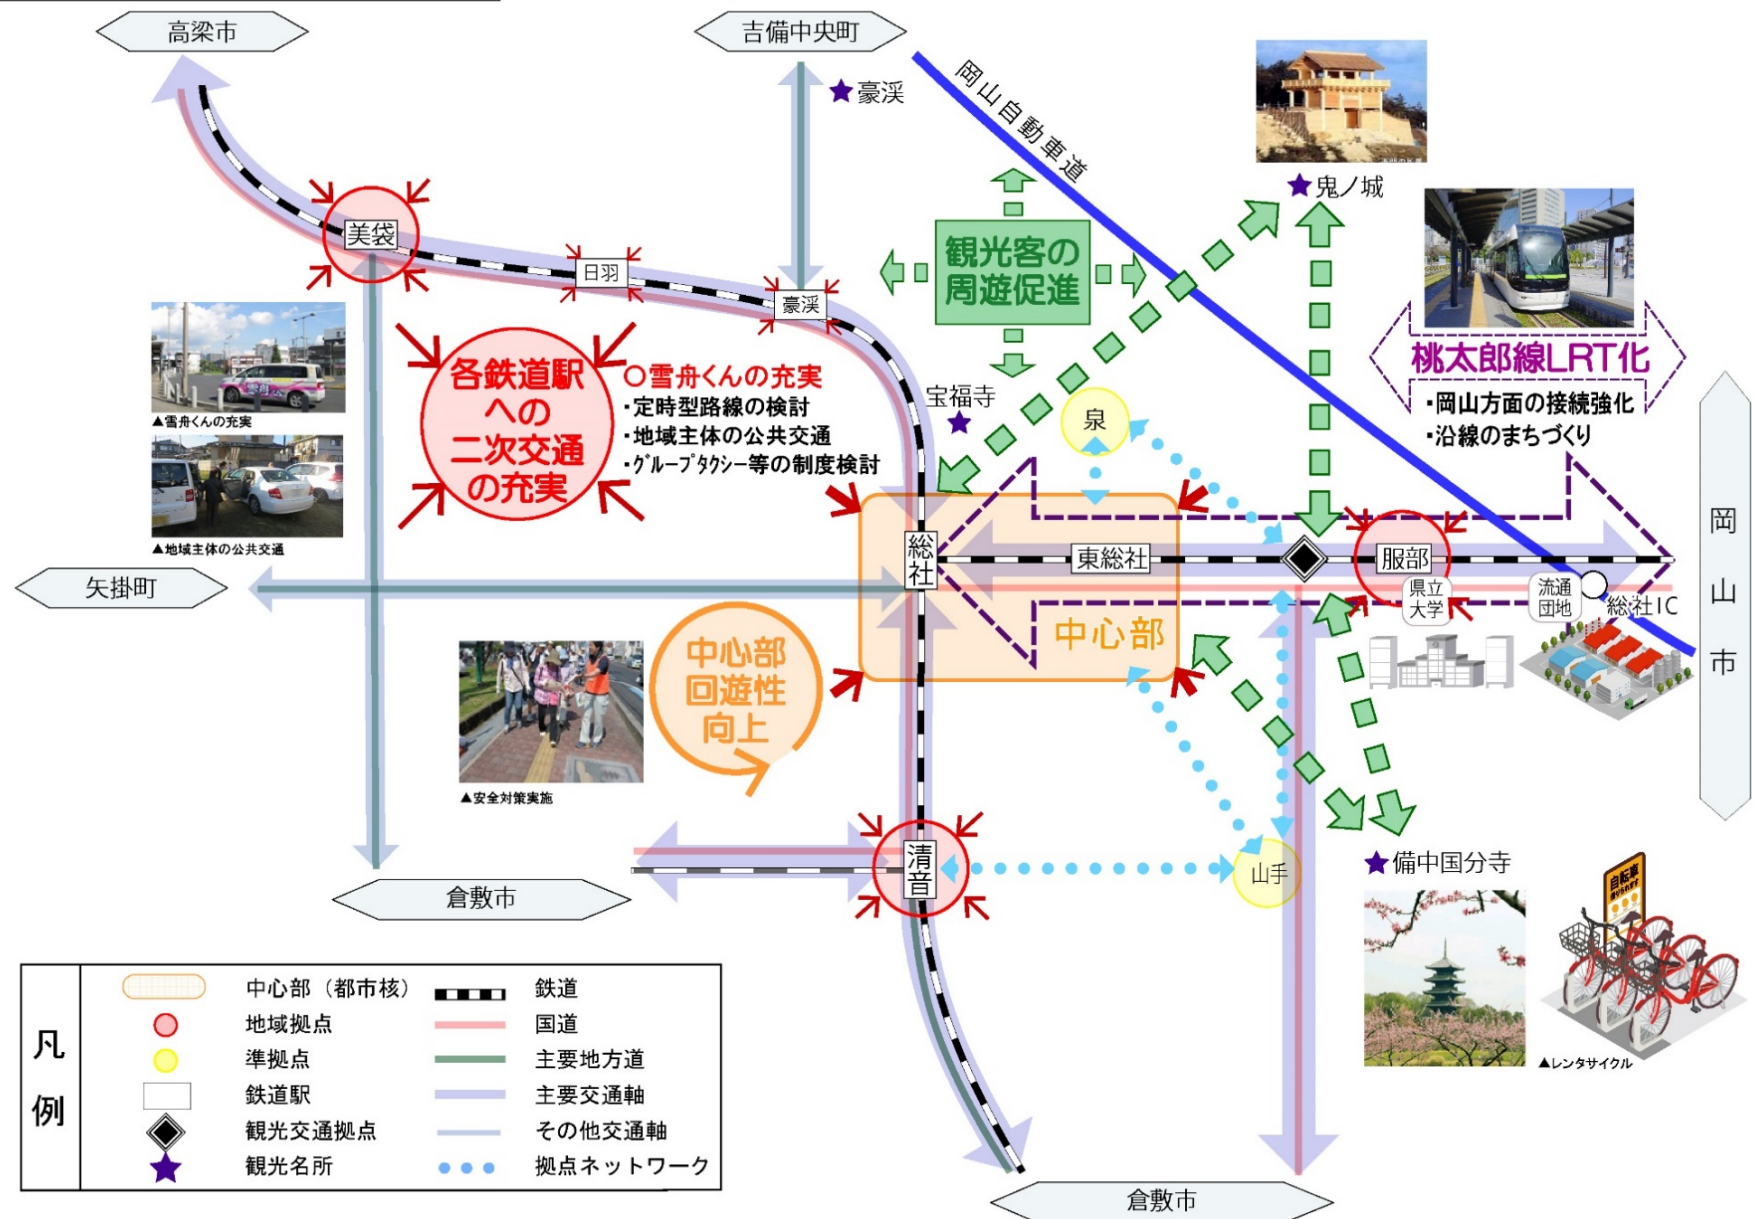 高梁市
吉備中央町
★豪渓
岡山自動車道
★鬼ノ城
美袋
日羽
豪渓
観光客の
周遊促進
桃太郎線LRT化
・岡山方面の接続強化
・沿線のまちづくり
▲雪舟くんの充実
▲地域主体の公共交通
各鉄道駅
への
二次交通
の充実
○雪舟くんの充実
・定時型路線の検討
・地域主体の公共交通
・グループタクシー等の制度検討
宝福寺
★
泉
岡山市
矢掛町
総社
東総社
服部
県立
大学
流通
団地
総社IC
中心部
中心部
回遊性
向上
▲安全対策実施
清音
山手
倉敷市
★備中国分寺
自転車
▲レンタサイクル
倉敷市
凡例
中心部（都市核）
地域拠点
準拠点
鉄道駅
観光交通拠点
観光名所
鉄道
国道
主要地方道
主要交通軸
その他交通軸
拠点ネットワーク